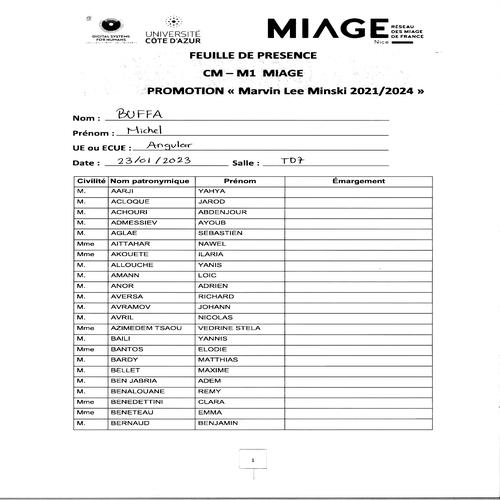 DIGITAL SYSTEMS
FOR HUMANS
UNIVERSITÉ
CÔTE D'AZUR
MIAGE
Nice
RÉSEAU
DES MIAGE
DE FRANCE
FEUILLE DE PRESENCE
CM – M1 MIAGE
PROMOTION « Marvin Lee Minski 2021/2024 »
Nom : BUFFA
Prénom : Michel
UE ou ECUE : Angular
Date : 23/01/2023 Salle : TD7
Civilité Nom patronymique Prénom Émargement
M. AARJI YAHYA
M. ACLOQUE JAROD
M. ACHOURI ABDENJOUR
M. ADMESSIEV AYOUB
M. AGLAE SEBASTIEN
Mme AITTAHAR NAWEL
Mme AKOUETE ILARIA
M. ALLOUCHE YANIS
M. AMANN LOIC
M. ANOR ADRIEN
M. AVERSA RICHARD
M. AVRAMOV JOHANN
M. AVRIL NICOLAS
Mme AZIMEDEM TSAOU VEDRINE STELA
M. BAILI YANNIS
Mme BANTOS ELODIE
M. BARDY MATTHIAS
M. BELLET MAXIME
M. BEN JABRIA ADEM
M. BENALOUANE REMY
Mme BENEDETTINI CLARA
Mme BENETEAU EMMA
M. BERNAUD BENJAMIN
1